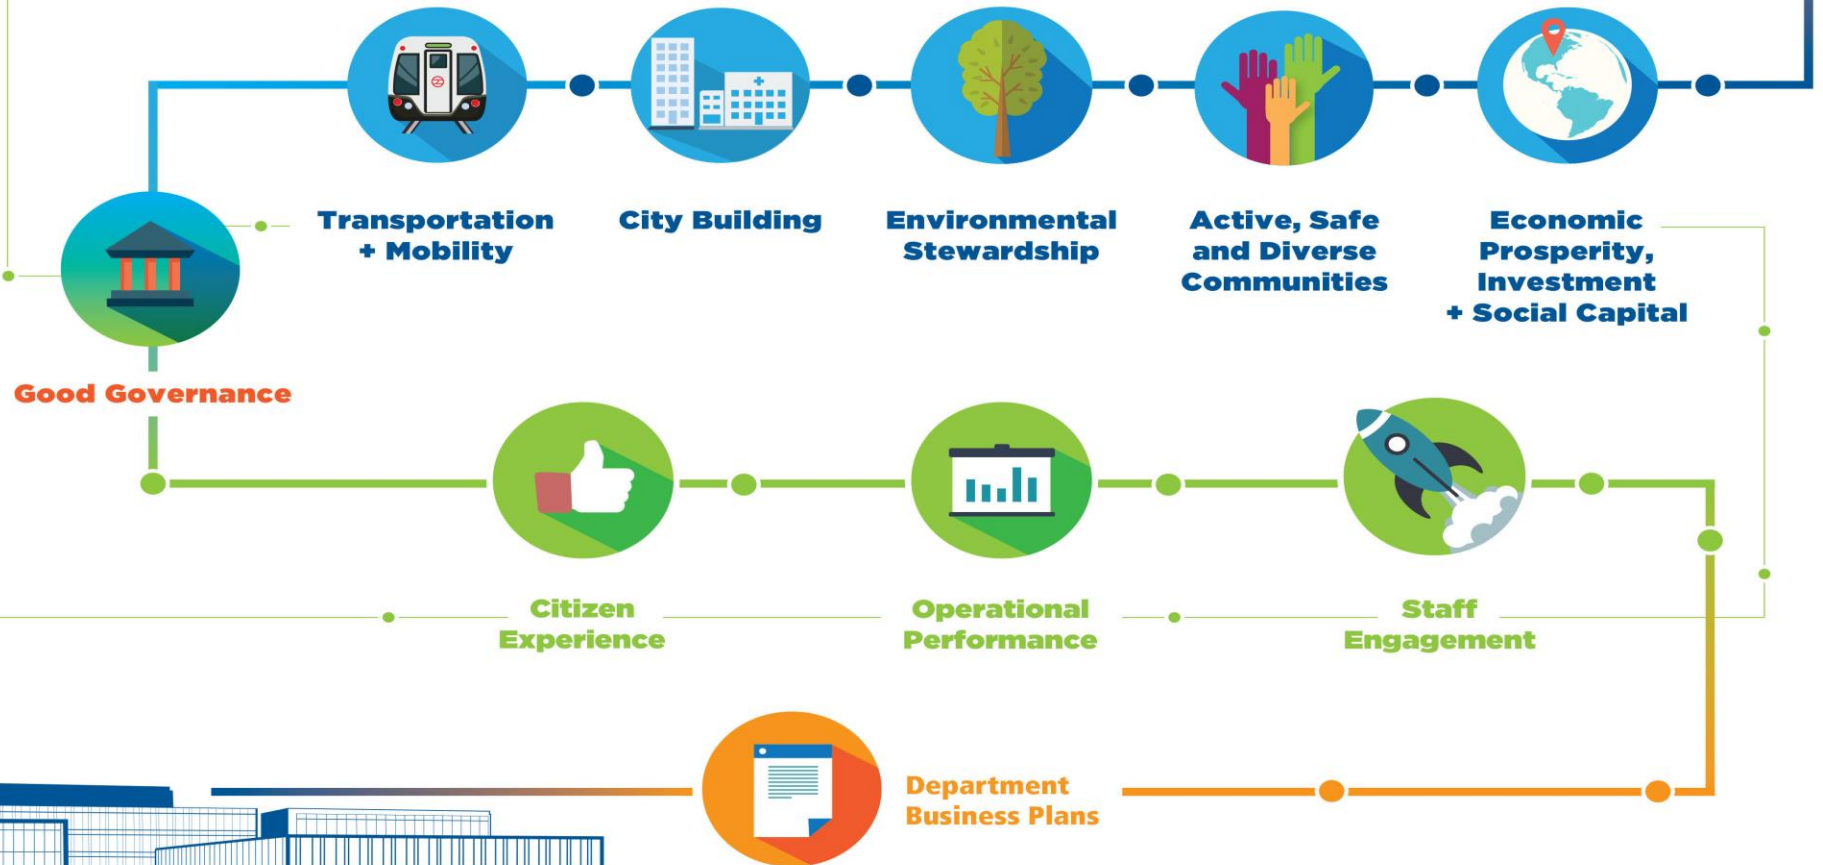 Transportation
+ Mobility
City Building
Environmental
Stewardship
Active, Safe
and Diverse
Communities
Economic
Prosperity,
Investment
+ Social Capital
Good Governance
Citizen
Experience
Operational
Performance
Staff
Engagement
Department
Business Plans